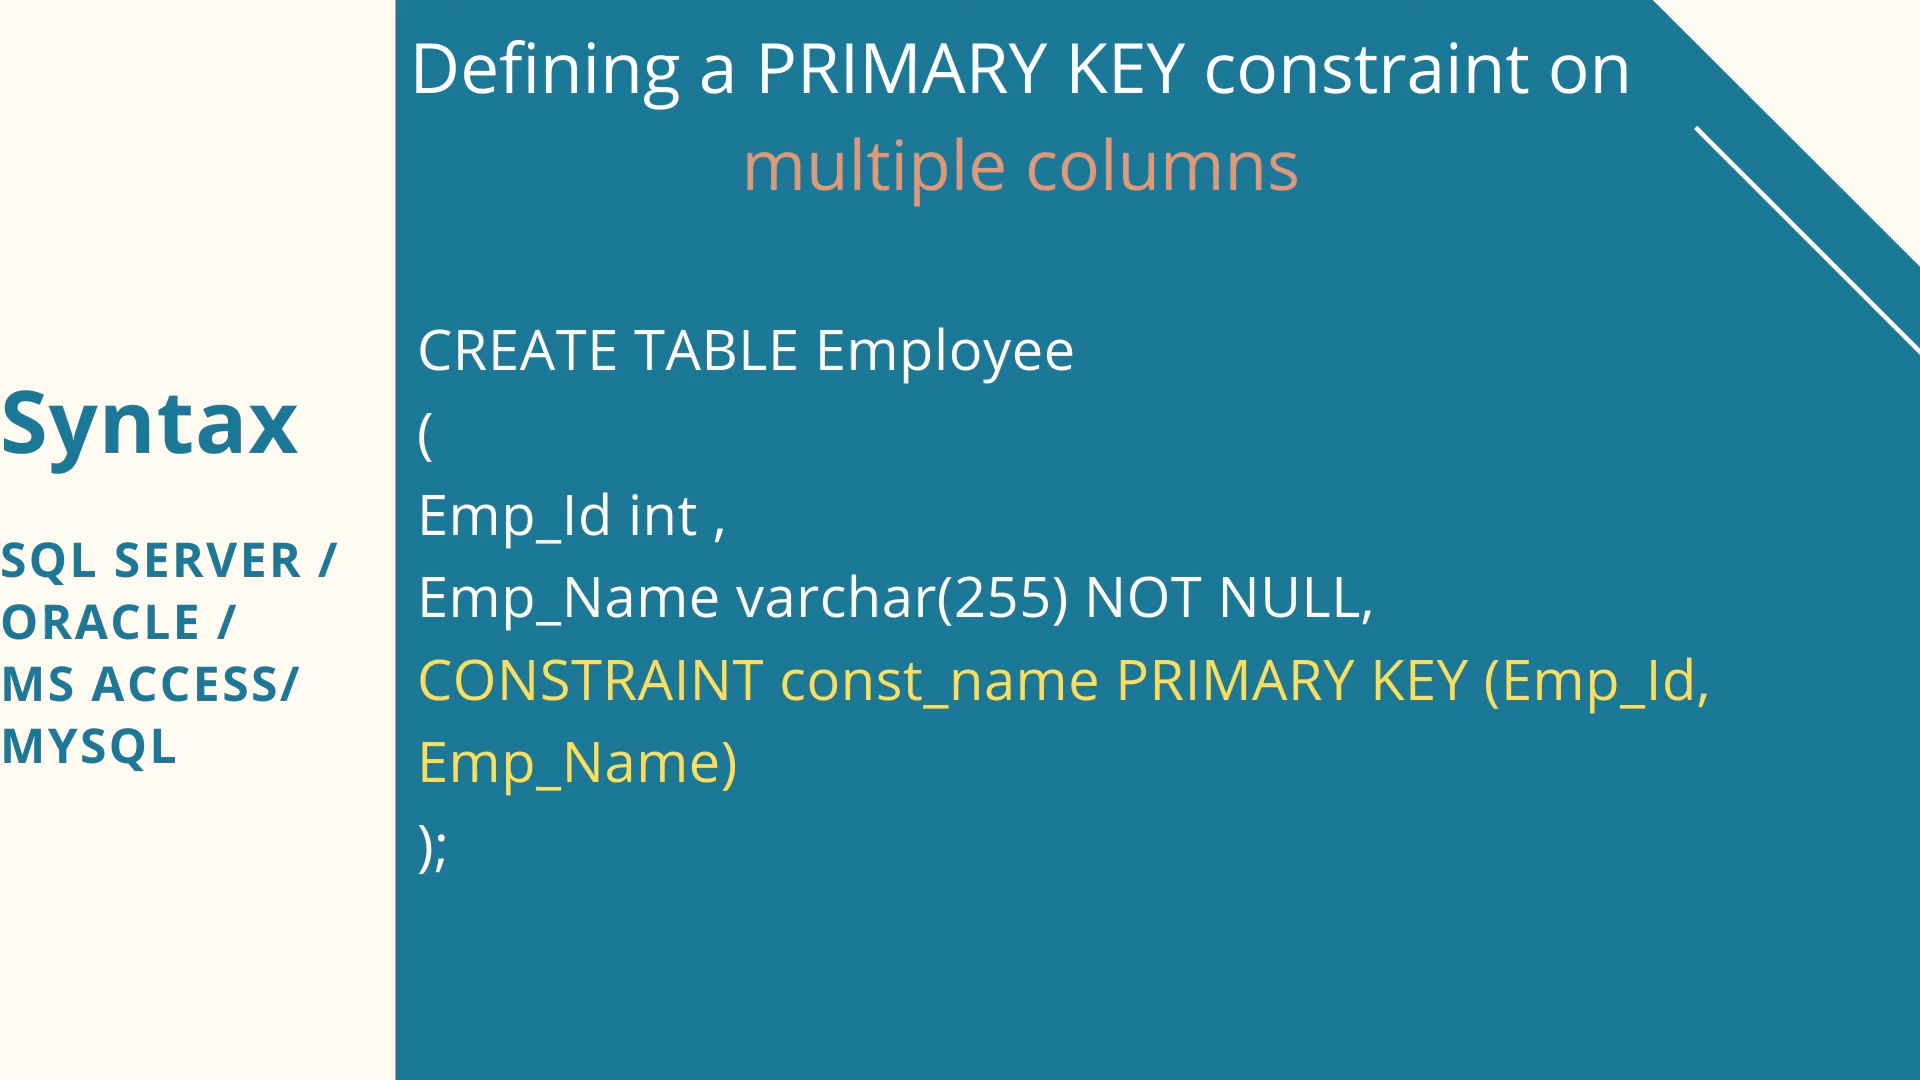 Defining a PRIMARY KEY constraint on
multiple columns
Syntax
SQL SERVER /
ORACLE /
MS ACCESS/
MYSQL
CREATE TABLE Employee
(
Emp_Id int ,
Emp_Name varchar(255) NOT NULL,
CONSTRAINT const_name PRIMARY KEY (Emp_Id,
Emp_Name)
);